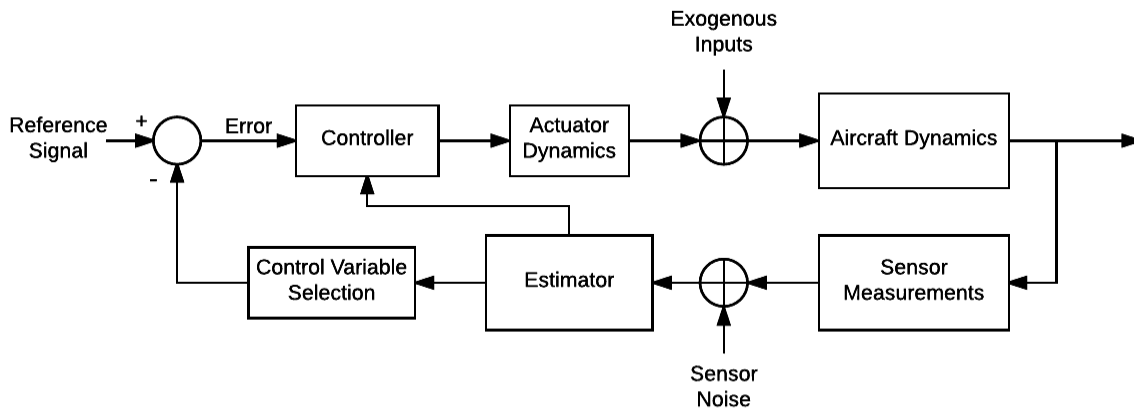 Exogenous
Inputs
Reference
Signal
+
-
Error
Controller
Actuator
Dynamics
Aircraft Dynamics
Control Variable
Selection
Estimator
Sensor
Measurements
Sensor
Noise